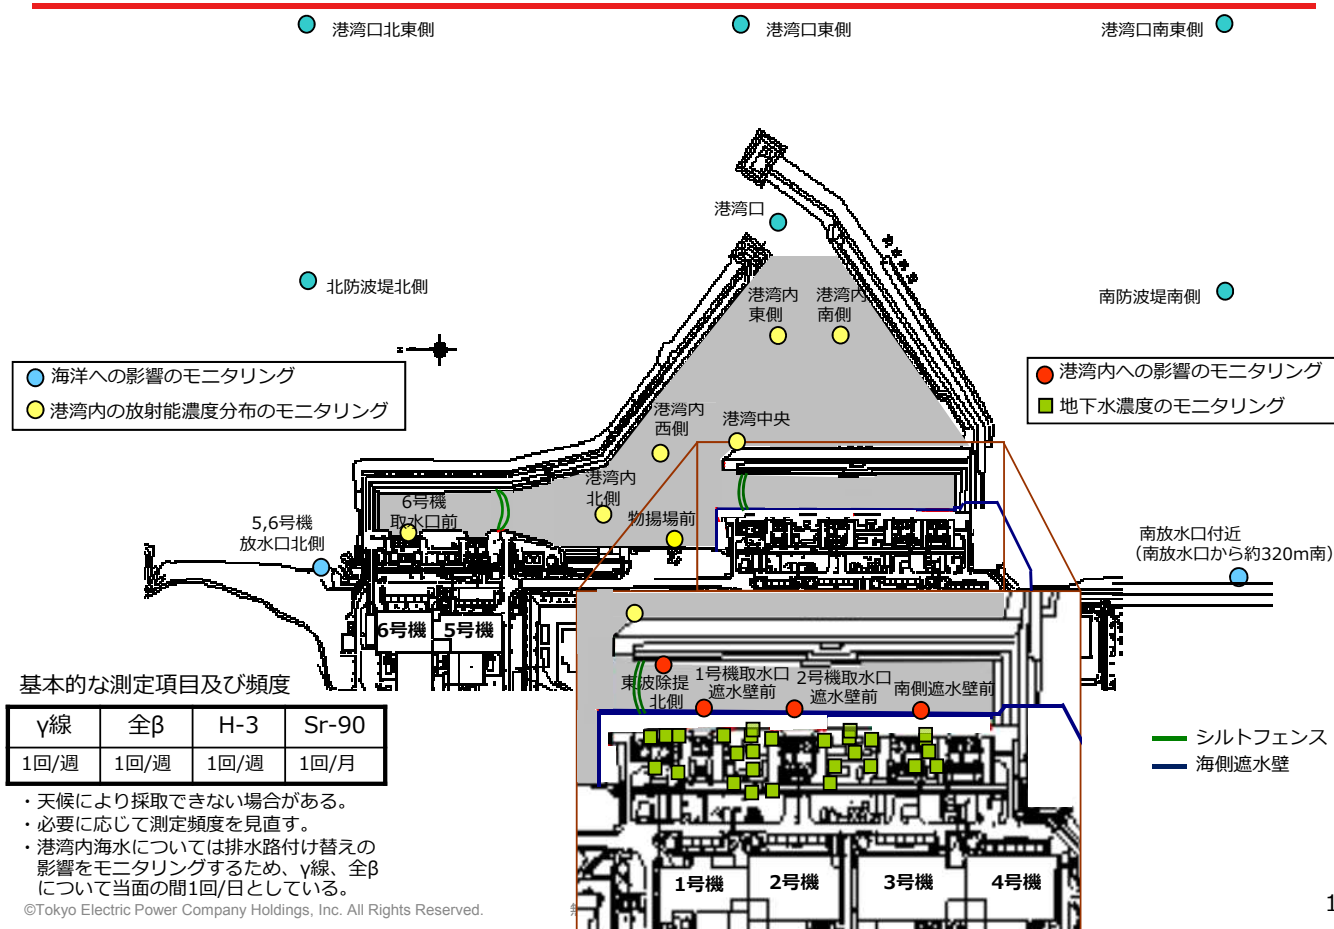 港湾口北東側
港湾口東側
港湾口南東側
港湾口
北防波堤北側
港湾内
東側
港湾内
南側
南防波堤南側
海洋への影響のモニタリング
港湾内の放射能濃度分布のモニタリング
港湾内への影響のモニタリング
地下水濃度のモニタリング
港湾内
西側
港湾中央
港湾内
北側
6号機
取水口前
物揚場前
5,6号機
放水口北側
南放水口付近
(南放水口から約320m南)
6号機
5号機
東波除堤
北側
1号機取水口
遮水壁前
2号機取水口
遮水壁前
南側遮水壁前
シルトフェンス
海側遮水壁
基本的な測定項目及び頻度
γ線 全β H-3 Sr-90
1回/週 1回/週 1回/週 1回/月
・天候により採取できない場合がある。
・必要に応じて測定頻度を見直す。
・港湾内海水については排水路付け替えの
影響をモニタリングするため、γ線、全β
について当面の間1回/日としている。
1号機
2号機
3号機
4号機
©Tokyo Electric Power Company Holdings, Inc. All Rights Reserved.
1